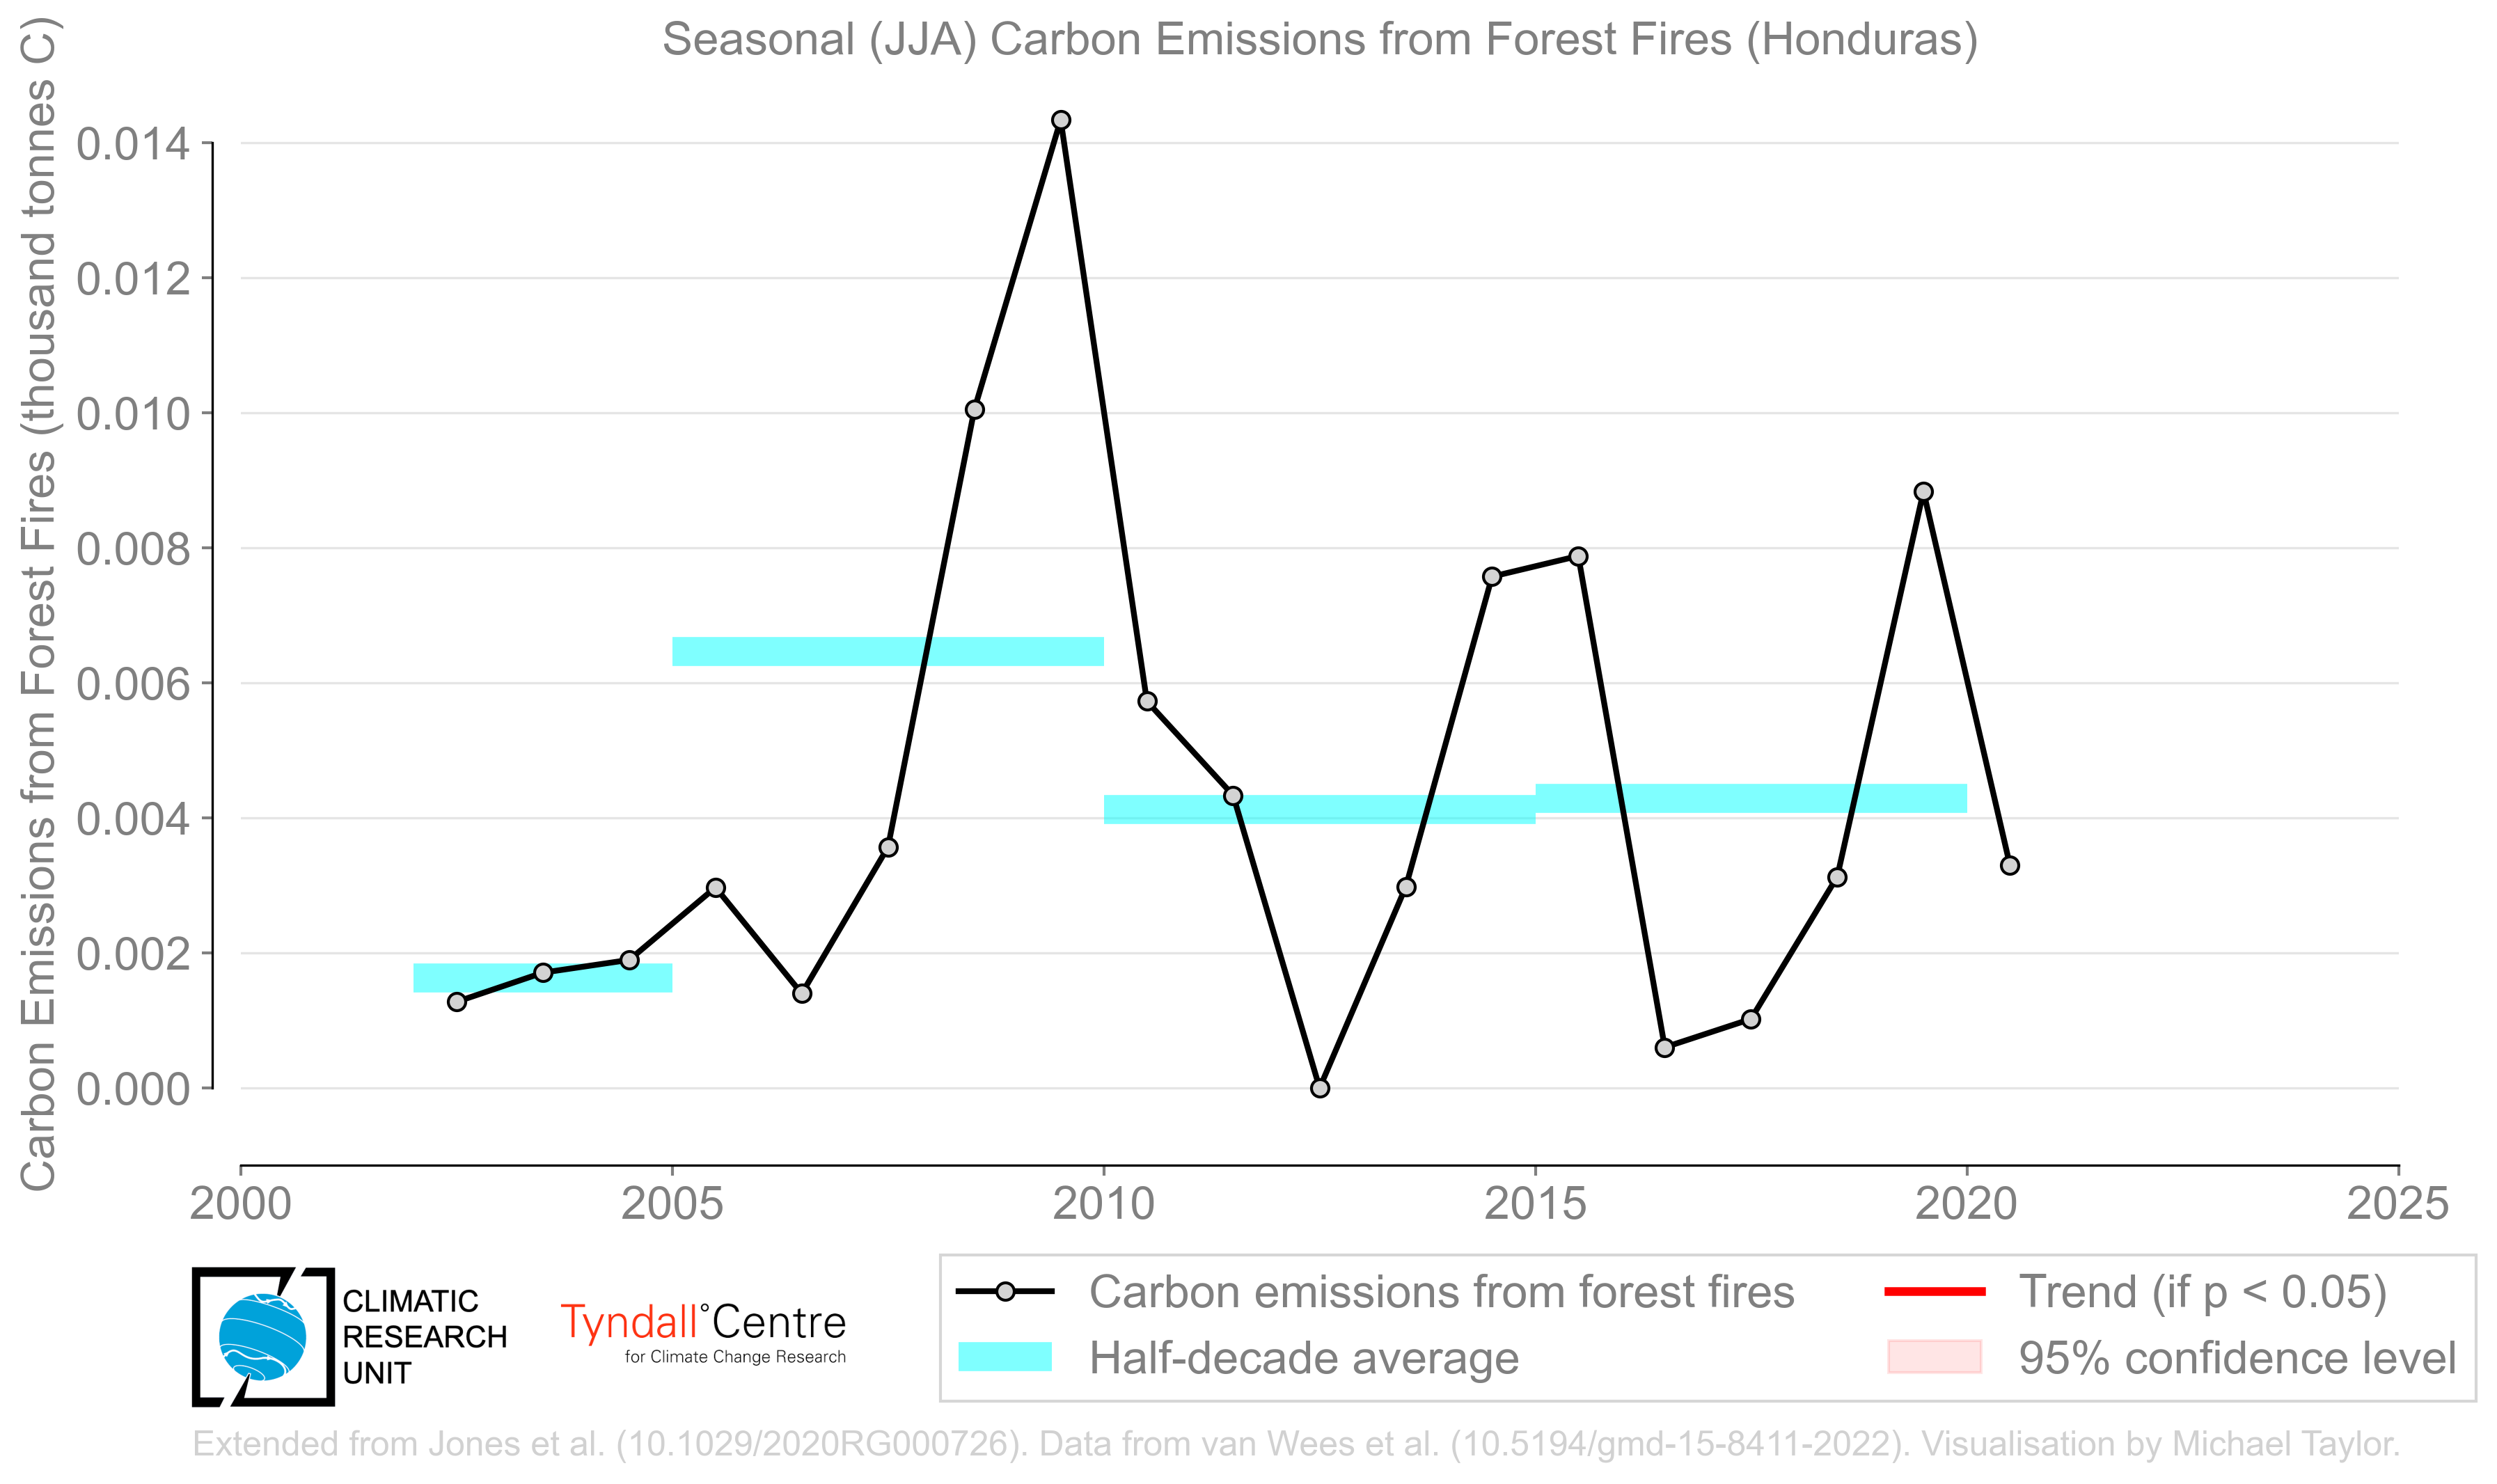 Seasonal (JJA) Carbon Emissions from Forest Fires (Honduras)
Carbon Emissions from Forest Fires (thousand tonnes C)
0.014
0.012
0.010
0.008
0.006
0.004
0.002
0.000
2000 2005 2010 2015 2020 2025
CLIMATIC
RESEARCH
UNIT
Tyndall°Centre
for Climate Change Research
Carbon emissions from forest fires
Half-decade average
Trend (if p < 0.05)
95% confidence level
Extended from Jones et al. (10.1029/2020RG000726). Data from van Wees et al. (10.5194/gmd-15-8411-2022). Visualisation by Michael Taylor.